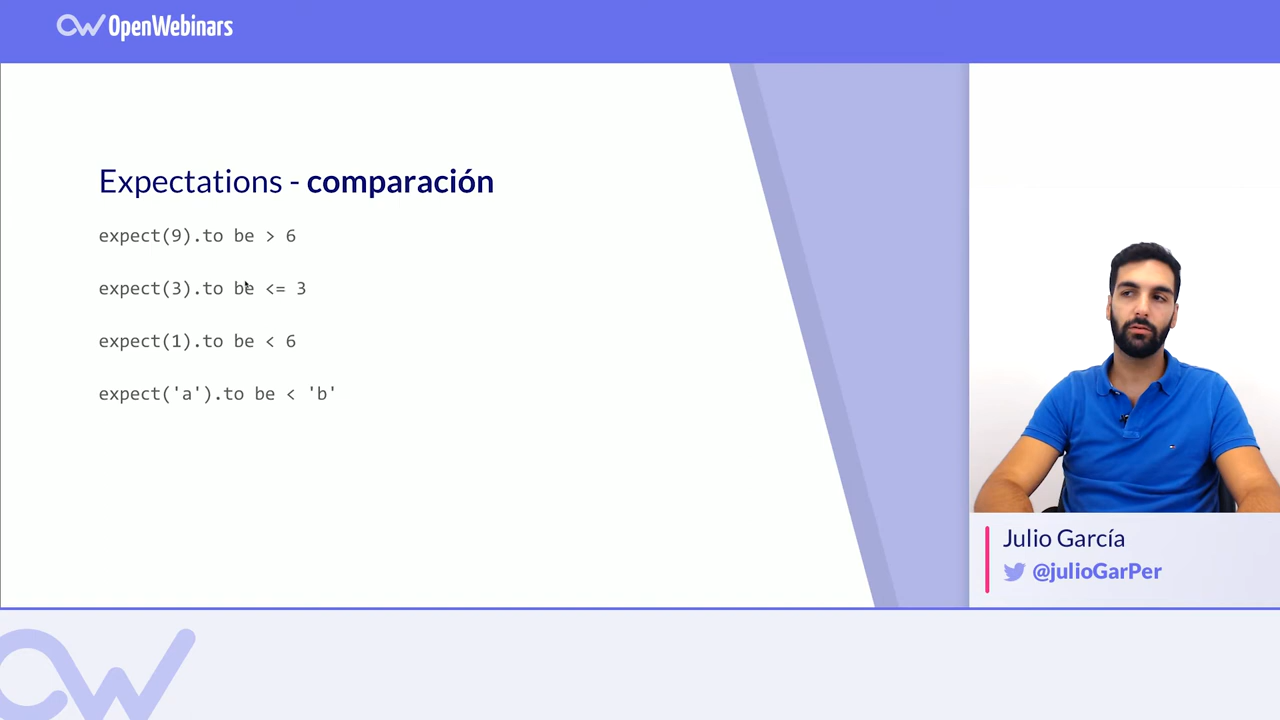 OpenWebinars
Expectations - comparación
expect(9).to be > 6
expect(3).to be <= 3
expect(1).to be < 6
expect('a').to be < 'b'
Julio García
@julioGarPer